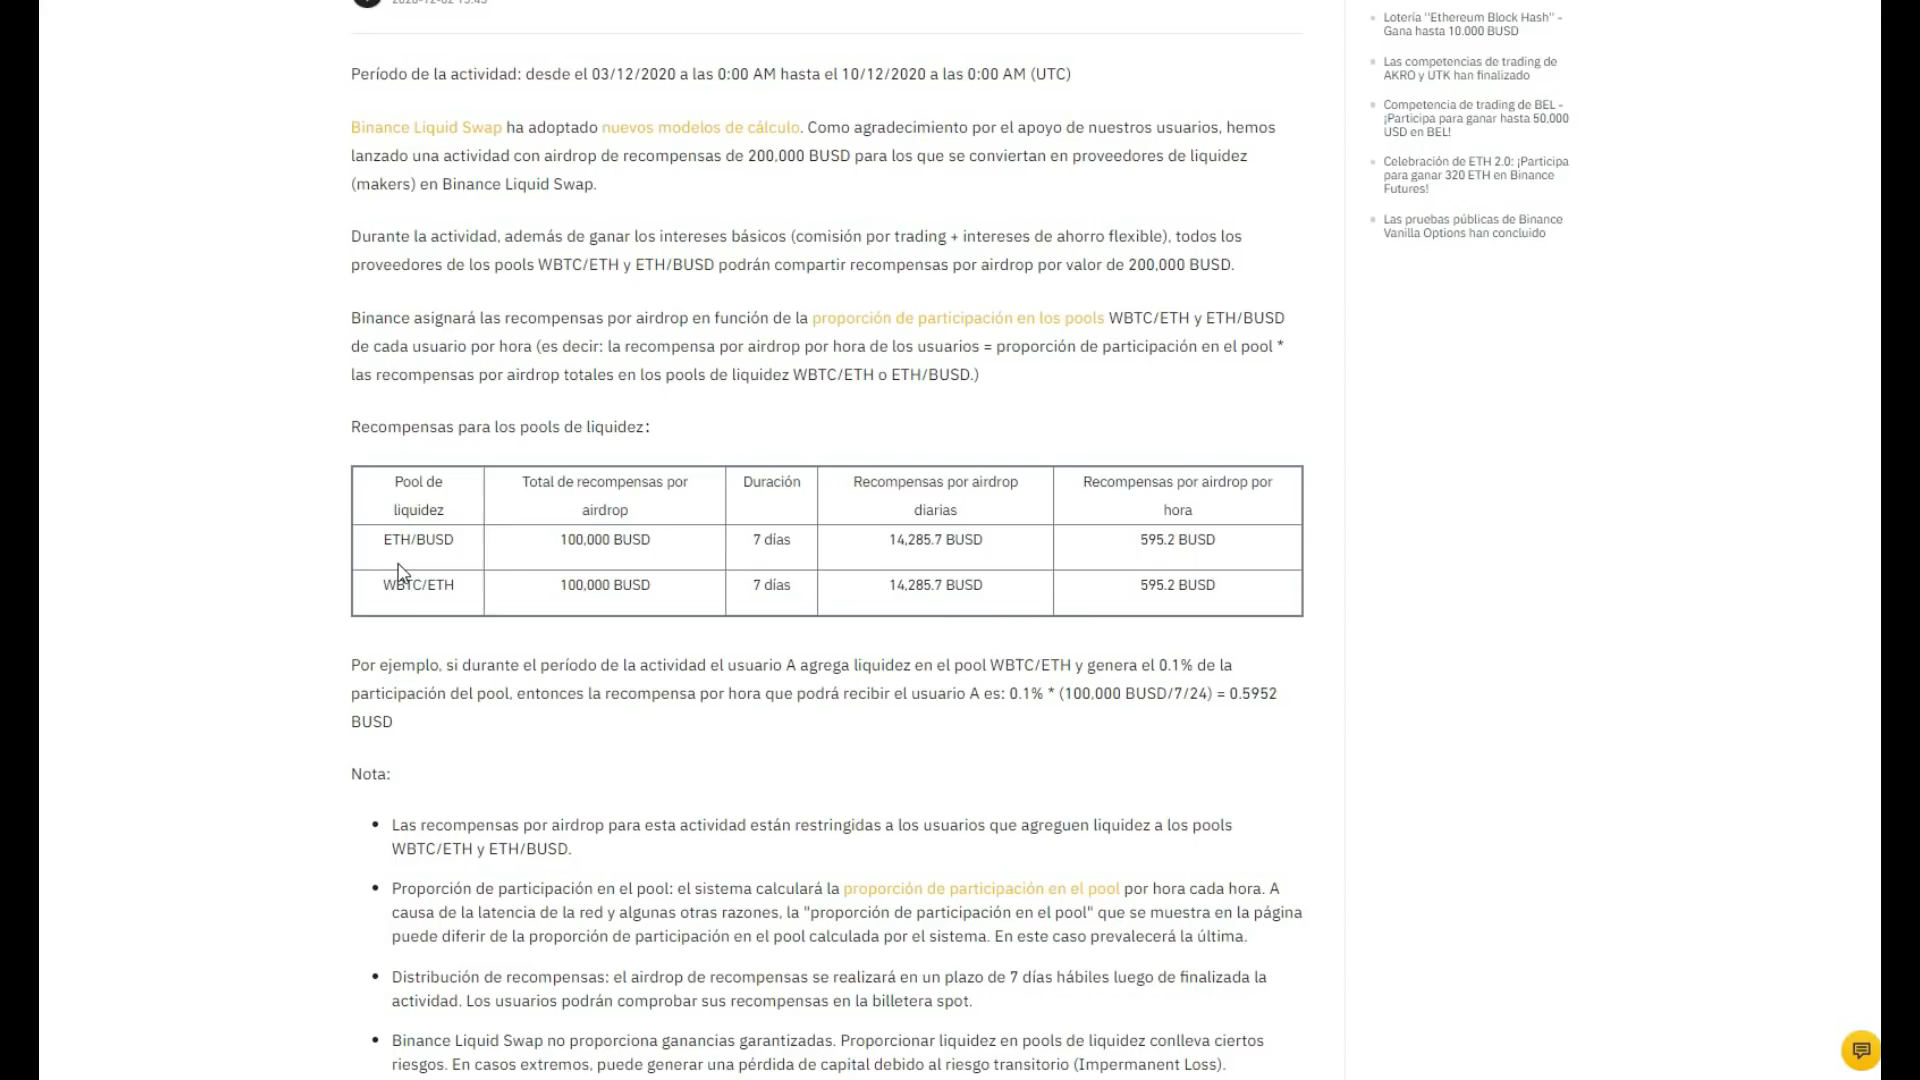 2020-12-02 15:45
Período de la actividad: desde el 03/12/2020 a las 0:00 AM hasta el 10/12/2020 a las 0:00 AM (UTC)
Binance Liquid Swap ha adoptado nuevos modelos de cálculo. Como agradecimiento por el apoyo de nuestros usuarios, hemos
lanzado una actividad con airdrop de recompensas de 200,000 BUSD para los que se conviertan en proveedores de liquidez
(makers) en Binance Liquid Swap.
Durante la actividad, además de ganar los intereses básicos (comisión por trading + intereses de ahorro flexible), todos los
proveedores de los pools WBTC/ETH y ETH/BUSD podrán compartir recompensas por airdrop por valor de 200,000 BUSD.
Binance asignará las recompensas por airdrop en función de la proporción de participación en los pools WBTC/ETH y ETH/BUSD
de cada usuario por hora (es decir: la recompensa por airdrop por hora de los usuarios = proporción de participación en el pool *
las recompensas por airdrop totales en los pools de liquidez WBTC/ETH o ETH/BUSD.)
Recompensas para los pools de liquidez:
Pool de
liquidez
Total de recompensas por
airdrop
Duración
Recompensas por airdrop
diarias
Recompensas por airdrop por
hora
ETH/BUSD
100,000 BUSD
7 días
14,285.7 BUSD
595.2 BUSD
WBTC/ETH
100,000 BUSD
7 días
14,285.7 BUSD
595.2 BUSD
Por ejemplo, si durante el período de la actividad el usuario A agrega liquidez en el pool WBTC/ETH y genera el 0.1% de la
participación del pool, entonces la recompensa por hora que podrá recibir el usuario A es: 0.1% * (100,000 BUSD/7/24) = 0.5952
BUSD
Nota:
Las recompensas por airdrop para esta actividad están restringidas a los usuarios que agreguen liquidez a los pools
WBTC/ETH y ETH/BUSD.
Proporción de participación en el pool: el sistema calculará la proporción de participación en el pool por hora cada hora. A
causa de la latencia de la red y algunas otras razones, la "proporción de participación en el pool" que se muestra en la página
puede diferir de la proporción de participación en el pool calculada por el sistema. En este caso prevalecerá la última.
Distribución de recompensas: el airdrop de recompensas se realizará en un plazo de 7 días hábiles luego de finalizada la
actividad. Los usuarios podrán comprobar sus recompensas en la billetera spot.
Binance Liquid Swap no proporciona ganancias garantizadas. Proporcionar liquidez en pools de liquidez conlleva ciertos
riesgos. En casos extremos, puede generar una pérdida de capital debido al riesgo transitorio (Impermanent Loss).
Lotería "Ethereum Block Hash" -
Gana hasta 10.000 BUSD
Las competencias de trading de
AKRO y UTK han finalizado
Competencia de trading de BEL -
¡Participa para ganar hasta 50,000
USD en BEL!
Celebración de ETH 2.0: ¡Participa
para ganar 320 ETH en Binance
Futures!
Las pruebas públicas de Binance
Vanilla Options han concluido